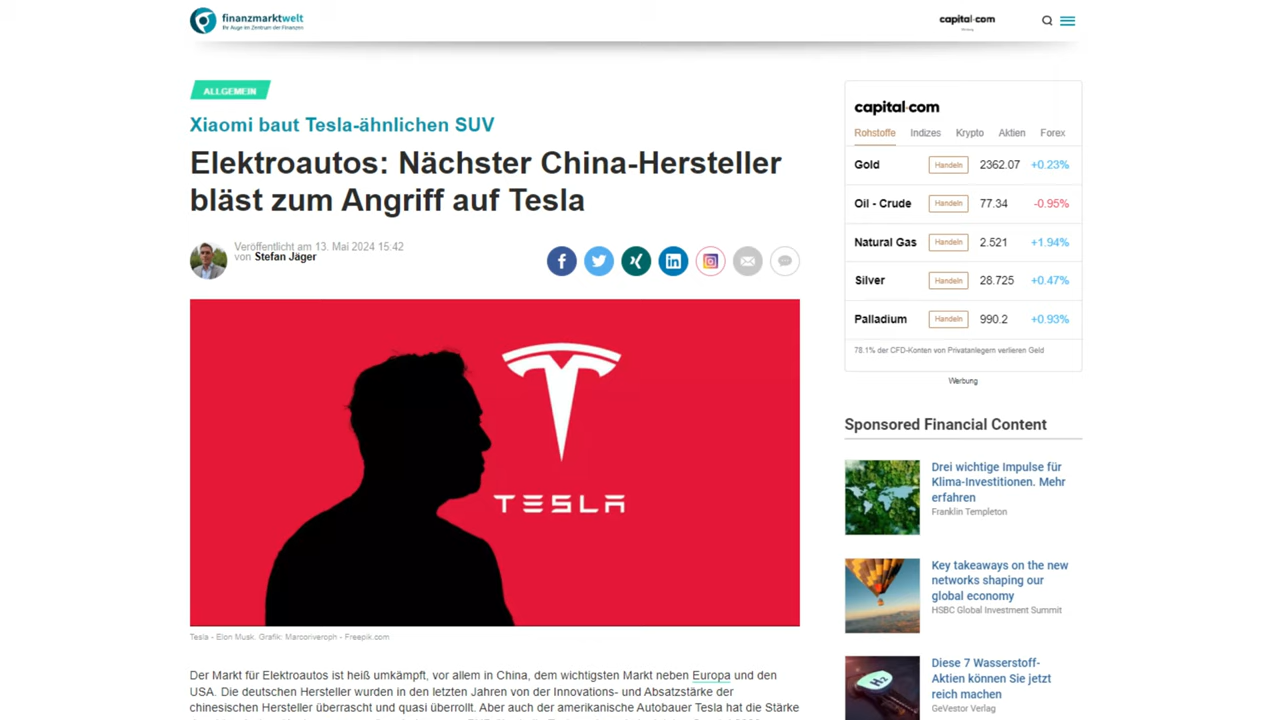 finanzmarktwelt
Ihr Auge im Zentrum der Finanzen
capital.com
Werbung
ALLGEMEIN
Xiaomi baut Tesla-ähnlichen SUV
Elektroautos: Nächster China-Hersteller
bläst zum Angriff auf Tesla
Veröffentlicht am 13. Mai 2024 15:42
von Stefan Jäger
TESLA
Tesla - Elon Musk. Grafik: Marcoriveroph - Freepik.com
Der Markt für Elektroautos ist heiß umkämpft, vor allem in China, dem wichtigsten Markt neben Europa und den
USA. Die deutschen Hersteller wurden in den letzten Jahren von der Innovations- und Absatzstärke der
chinesischen Hersteller überrascht und quasi überrollt. Aber auch der amerikanische Autobauer Tesla hat die Stärke
capital.com
Rohstoffe Indizes Krypto Aktien Forex
Gold Handeln 2362.07 +0.23%
Oil - Crude Handeln 77.34 -0.95%
Natural Gas Handeln 2.521 +1.94%
Silver Handeln 28.725 +0.47%
Palladium Handeln 990.2 +0.93%
78.1% der CFD-Konten von Privatanlegern verlieren Geld
Werbung
Sponsored Financial Content
Drei wichtige Impulse für
Klima-Investitionen. Mehr
erfahren
Franklin Templeton
Key takeaways on the new
networks shaping our
global economy
HSBC Global Investment Summit
H2
Diese 7 Wasserstoff-
Aktien können Sie jetzt
reich machen
GeVestor Verlag